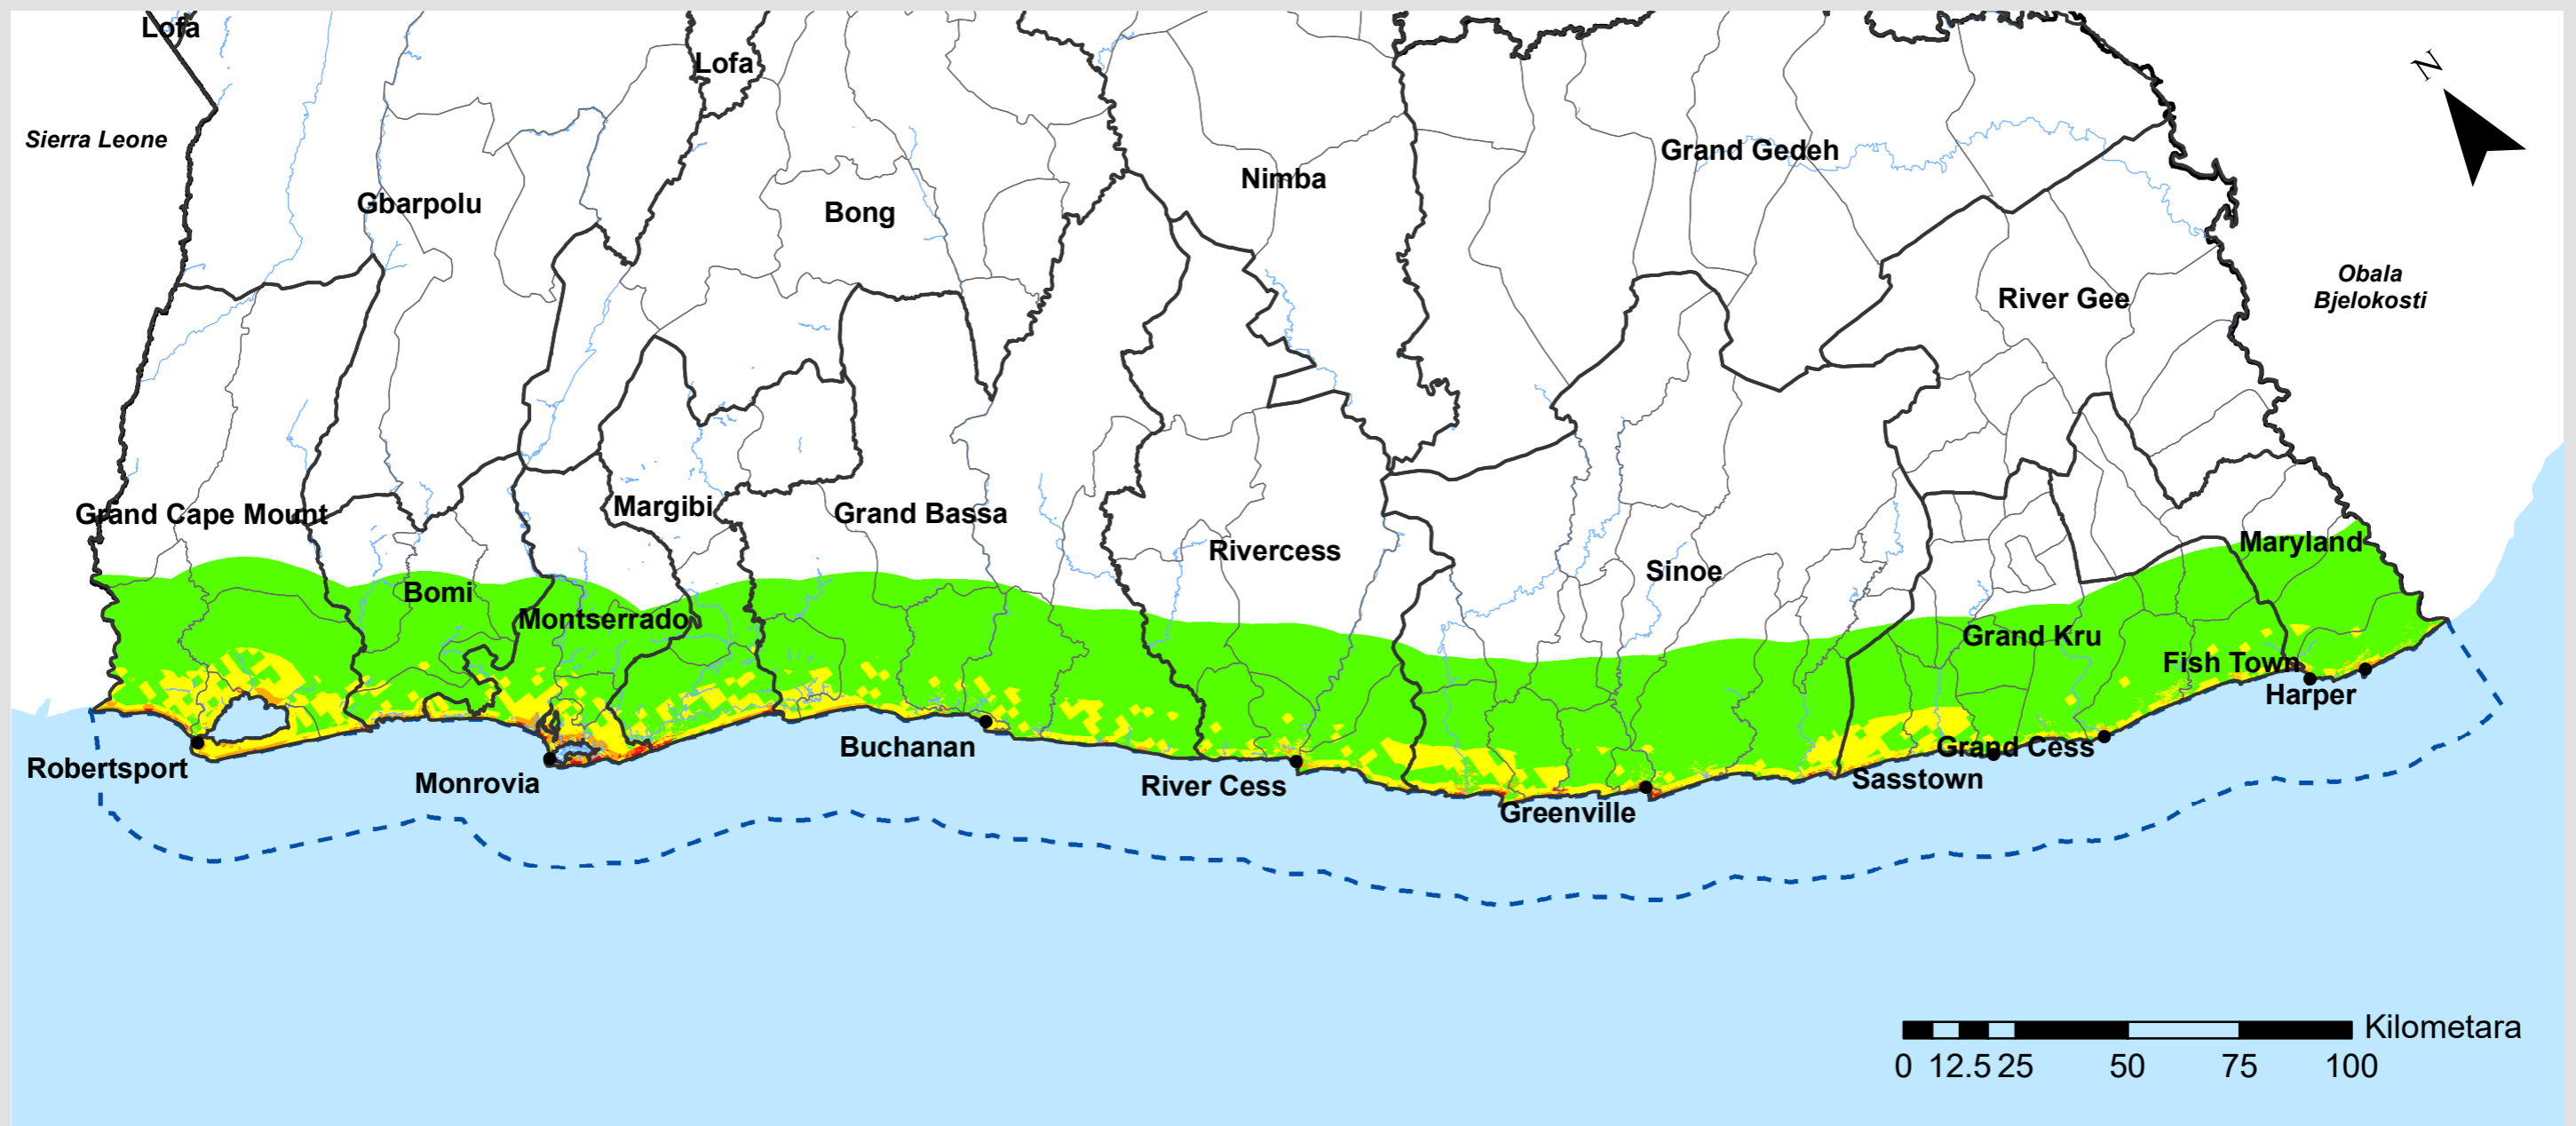 Lofa
Lofa
N
Sierra Leone
Grand Gedeh
Nimba
Gbarpolu
Bong
Obala
Bjelokosti
River Gee
Grand Cape Mount
Margibi
Grand Bassa
Rivercess
Maryland
Sinoe
Bomi
Montserrado
Grand Kru
Fish Town
Harper
Buchanan
Grand Cess
Robertsport
Monrovia
River Cess
Sasstown
Greenville
Kilometara
0 12.5 25 50 75 100